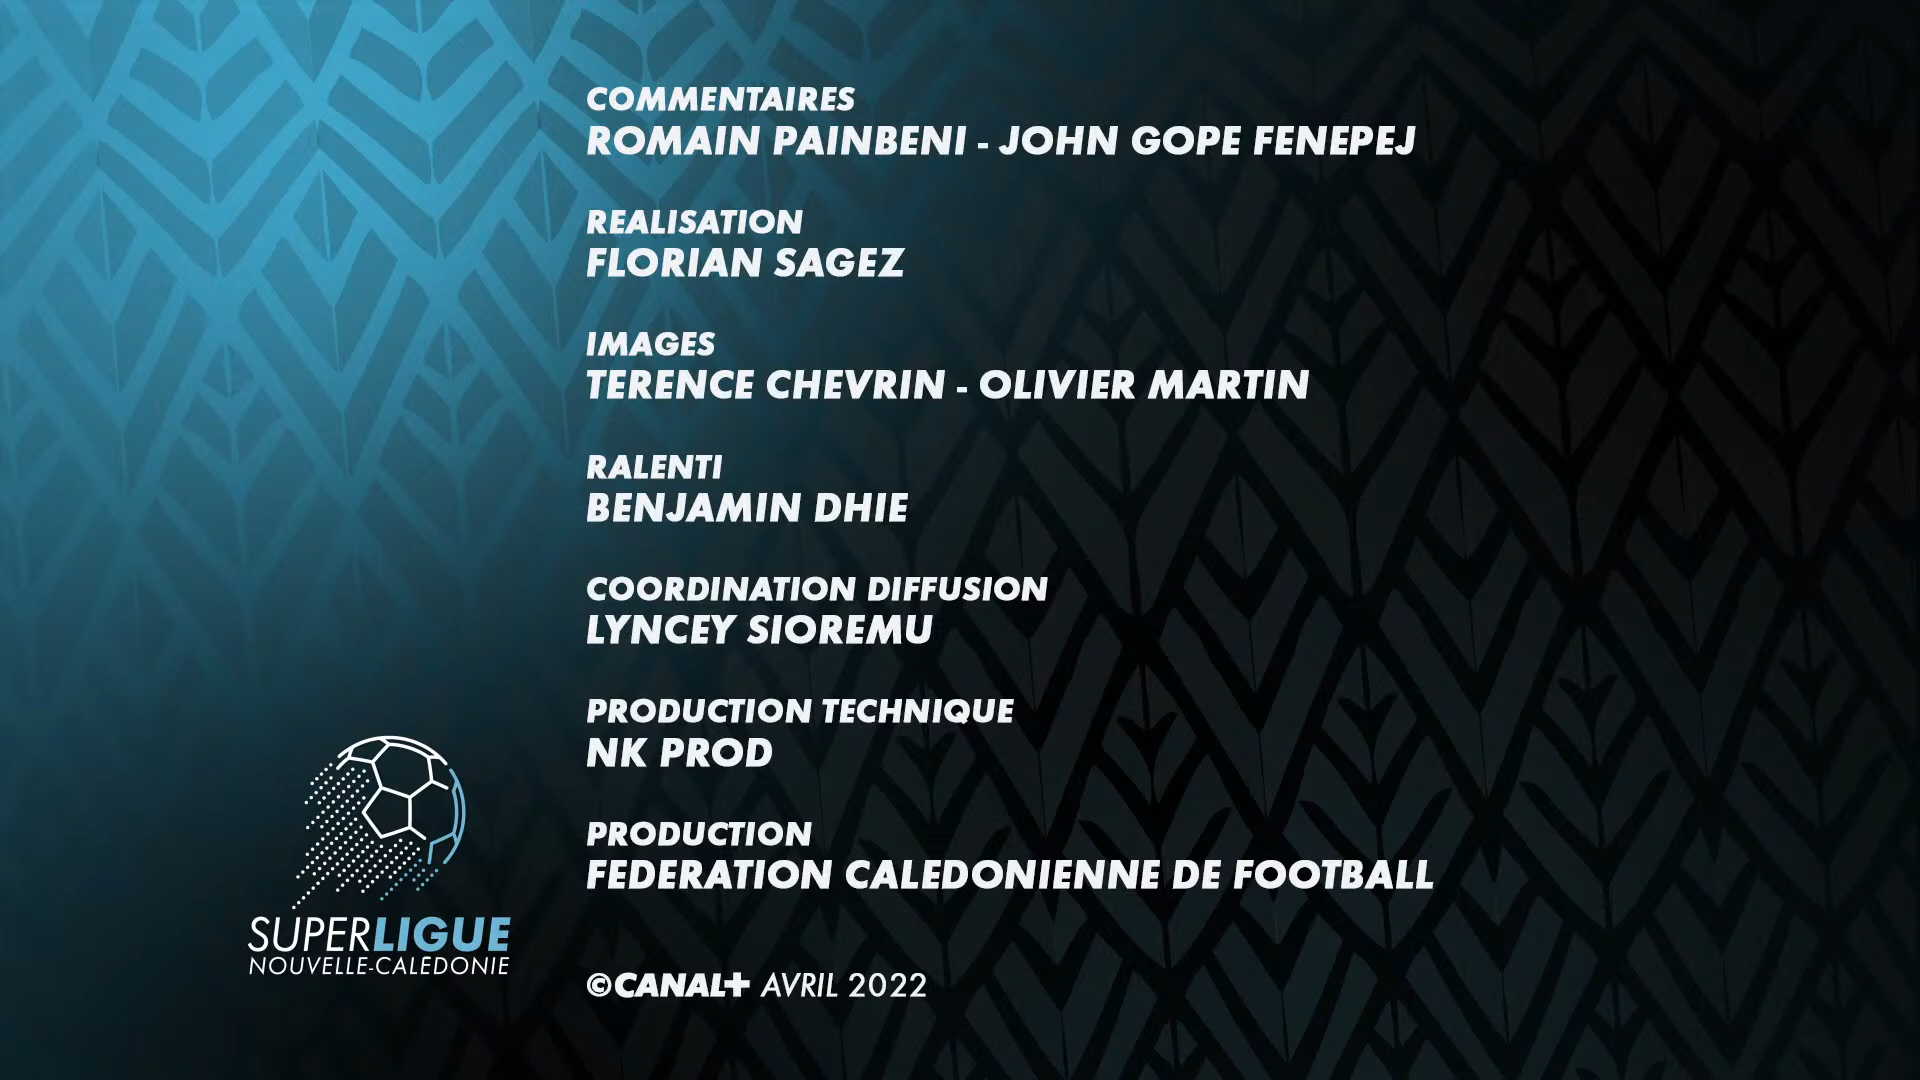 COMMENTAIRES
ROMAIN PAINBENI - JOHN GOPE FENEPEJ
REALISATION
FLORIAN SAGEZ
IMAGES
TERENCE CHEVRIN - OLIVIER MARTIN
RALENTI
BENJAMIN DHIE
COORDINATION DIFFUSION
LYNCEY SIOREMU
PRODUCTION TECHNIQUE
NK PROD
PRODUCTION
FEDERATION CALEDONIENNE DE FOOTBALL
SUPERLIGUE
NOUVELLE-CALEDONIE
©CANAL+ AVRIL 2022